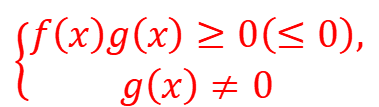 f(x)g(x) ≥ 0(≤ 0),
g(x) ≠ 0